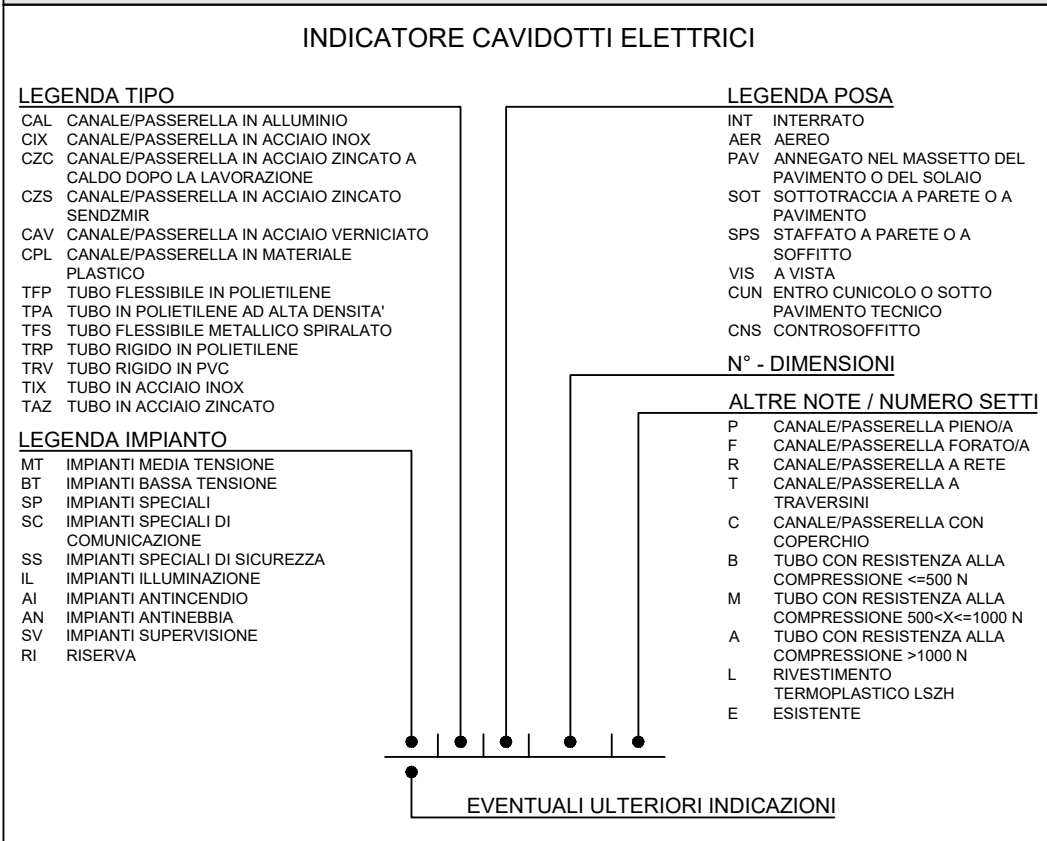 INDICATORE CAVIDOTTI ELETTRICI
LEGENDA TIPO
CAL CANALE/PASSERELLA IN ALLUMINIO
CIX CANALE/PASSERELLA IN ACCIAIO INOX
CZC CANALE/PASSERELLA IN ACCIAIO ZINCATO A
CALDO DOPO LA LAVORAZIONE
CZS CANALE/PASSERELLA IN ACCIAIO ZINCATO
SENDZMIR
CAV CANALE/PASSERELLA IN ACCIAIO VERNICIATO
CPL CANALE/PASSERELLA IN MATERIALE
PLASTICO
TFP TUBO FLESSIBILE IN POLIETILENE
TPA TUBO IN POLIETILENE AD ALTA DENSITA'
TFS TUBO FLESSIBILE METALLICO SPIRALATO
TRP TUBO RIGIDO IN POLIETILENE
TRV TUBO RIGIDO IN PVC
TIX TUBO IN ACCIAIO INOX
TAZ TUBO IN ACCIAIO ZINCATO
LEGENDA IMPIANTO
MT IMPIANTI MEDIA TENSIONE
BT IMPIANTI BASSA TENSIONE
SP IMPIANTI SPECIALI
SC IMPIANTI SPECIALI DI
COMUNICAZIONE
SS IMPIANTI SPECIALI DI SICUREZZA
IL IMPIANTI ILLUMINAZIONE
AI IMPIANTI ANTINCENDIO
AN IMPIANTI ANTINEBBIA
SV IMPIANTI SUPERVISIONE
RI RISERVA
LEGENDA POSA
INT INTERRATO
AER AEREO
PAV ANNEGATO NEL MASSETTO DEL
PAVIMENTO O DEL SOLAIO
SOT SOTTOTRACCIA A PARETE O A
PAVIMENTO
SPS STAFFATO A PARETE O A
SOFFITTO
VIS A VISTA
CUN ENTRO CUNICOLO O SOTTO
PAVIMENTO TECNICO
CNS CONTROSOFFITTO
N° - DIMENSIONI
ALTRE NOTE / NUMERO SETTI
P CANALE/PASSERELLA PIENO/A
F CANALE/PASSERELLA FORATO/A
R CANALE/PASSERELLA A RETE
T CANALE/PASSERELLA A
TRAVERSINI
C CANALE/PASSERELLA CON
COPERCHIO
B TUBO CON RESISTENZA ALLA
COMPRESSIONE <=500 N
M TUBO CON RESISTENZA ALLA
COMPRESSIONE 500<X<=1000 N
A TUBO CON RESISTENZA ALLA
COMPRESSIONE >1000 N
L RIVESTIMENTO
TERMOPLASTICO LSZH
E ESISTENTE
EVENTUALI ULTERIORI INDICAZIONI